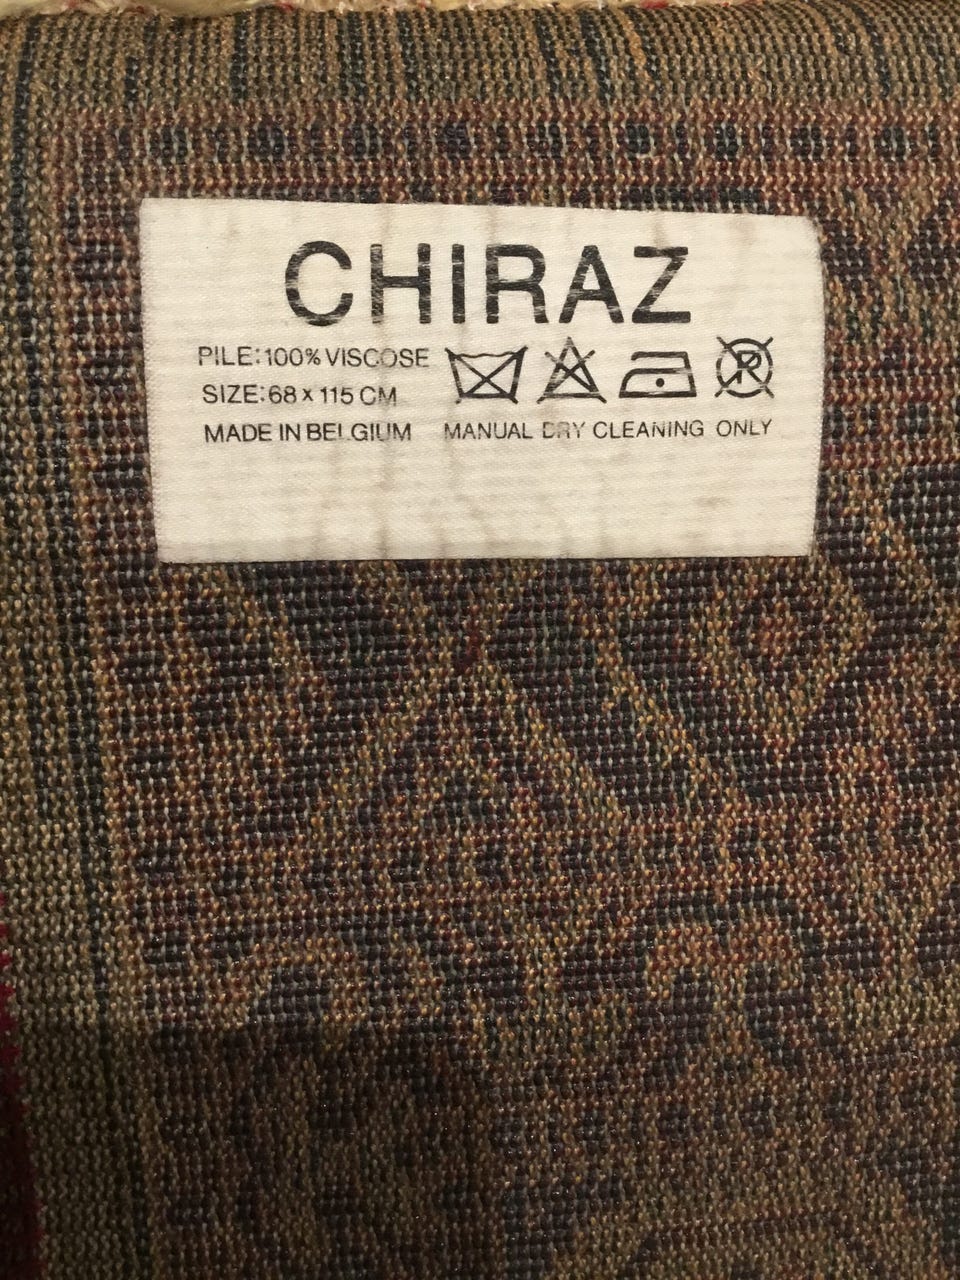 CHIRAZ
PILE: 100% VISCOSE
SIZE: 68 x 115 CM
P
MADE IN BELGIUM MANUAL DRY CLEANING ONLY